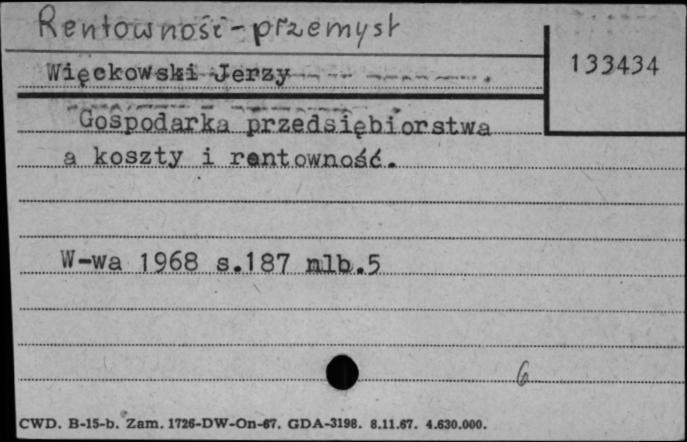 Rentowność - przemysł
133434
Więckowski Jerzy
Gospodarka przedsiębiorstwa
a koszty i rentowność.
W-wa 1968 s.187 nlb.5
6
CWD. B-15-b. Zam. 1726-DW-On-67. GDA-3198. 8.11.67. 4.630.000.